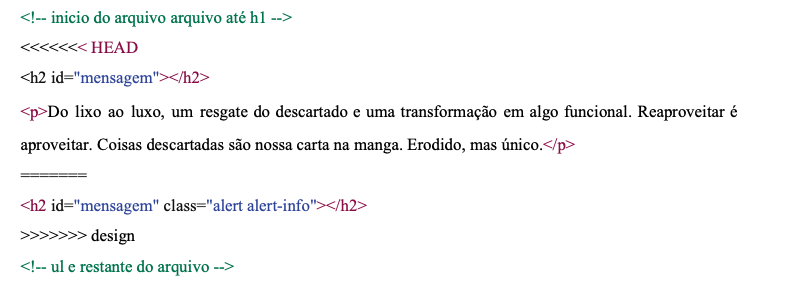 <!-- inicio do arquivo arquivo até h1 -->
<<<<<<< HEAD
<h2 id="mensagem"></h2>
<p>Do lixo ao luxo, um resgate do descartado e uma transformação em algo funcional. Reaproveitar é
aproveitar. Coisas descartadas são nossa carta na manga. Erodido, mas único.</p>
=======
<h2 id="mensagem" class="alert alert-info"></h2>
>>>>>>> design
<!-- ul e restante do arquivo -->